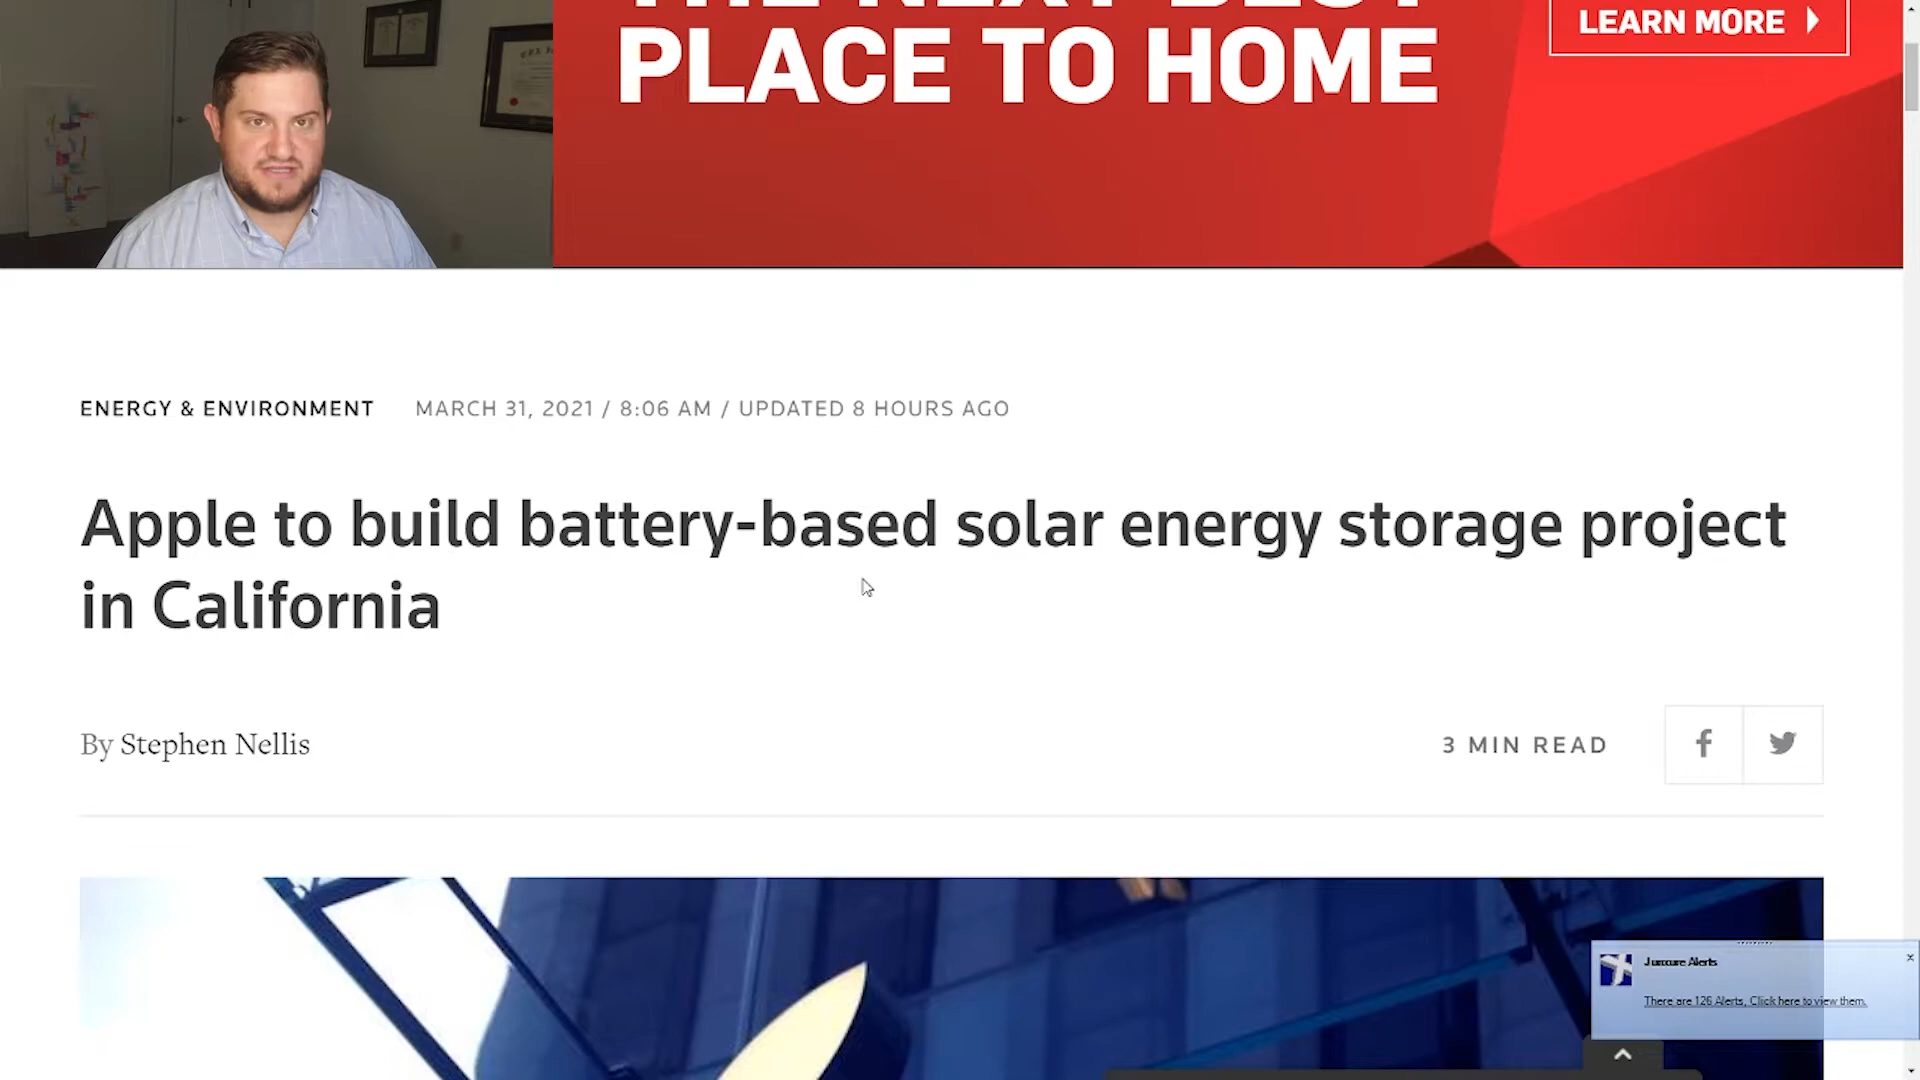 PLACE TO HOME
LEARN MORE
ENERGY & ENVIRONMENT MARCH 31, 2021 / 8:06 AM / UPDATED 8 HOURS AGO
Apple to build battery-based solar energy storage project
in California
By Stephen Nellis
3 MIN READ
Alerts
There are 126 Alerts, Click here to view them.